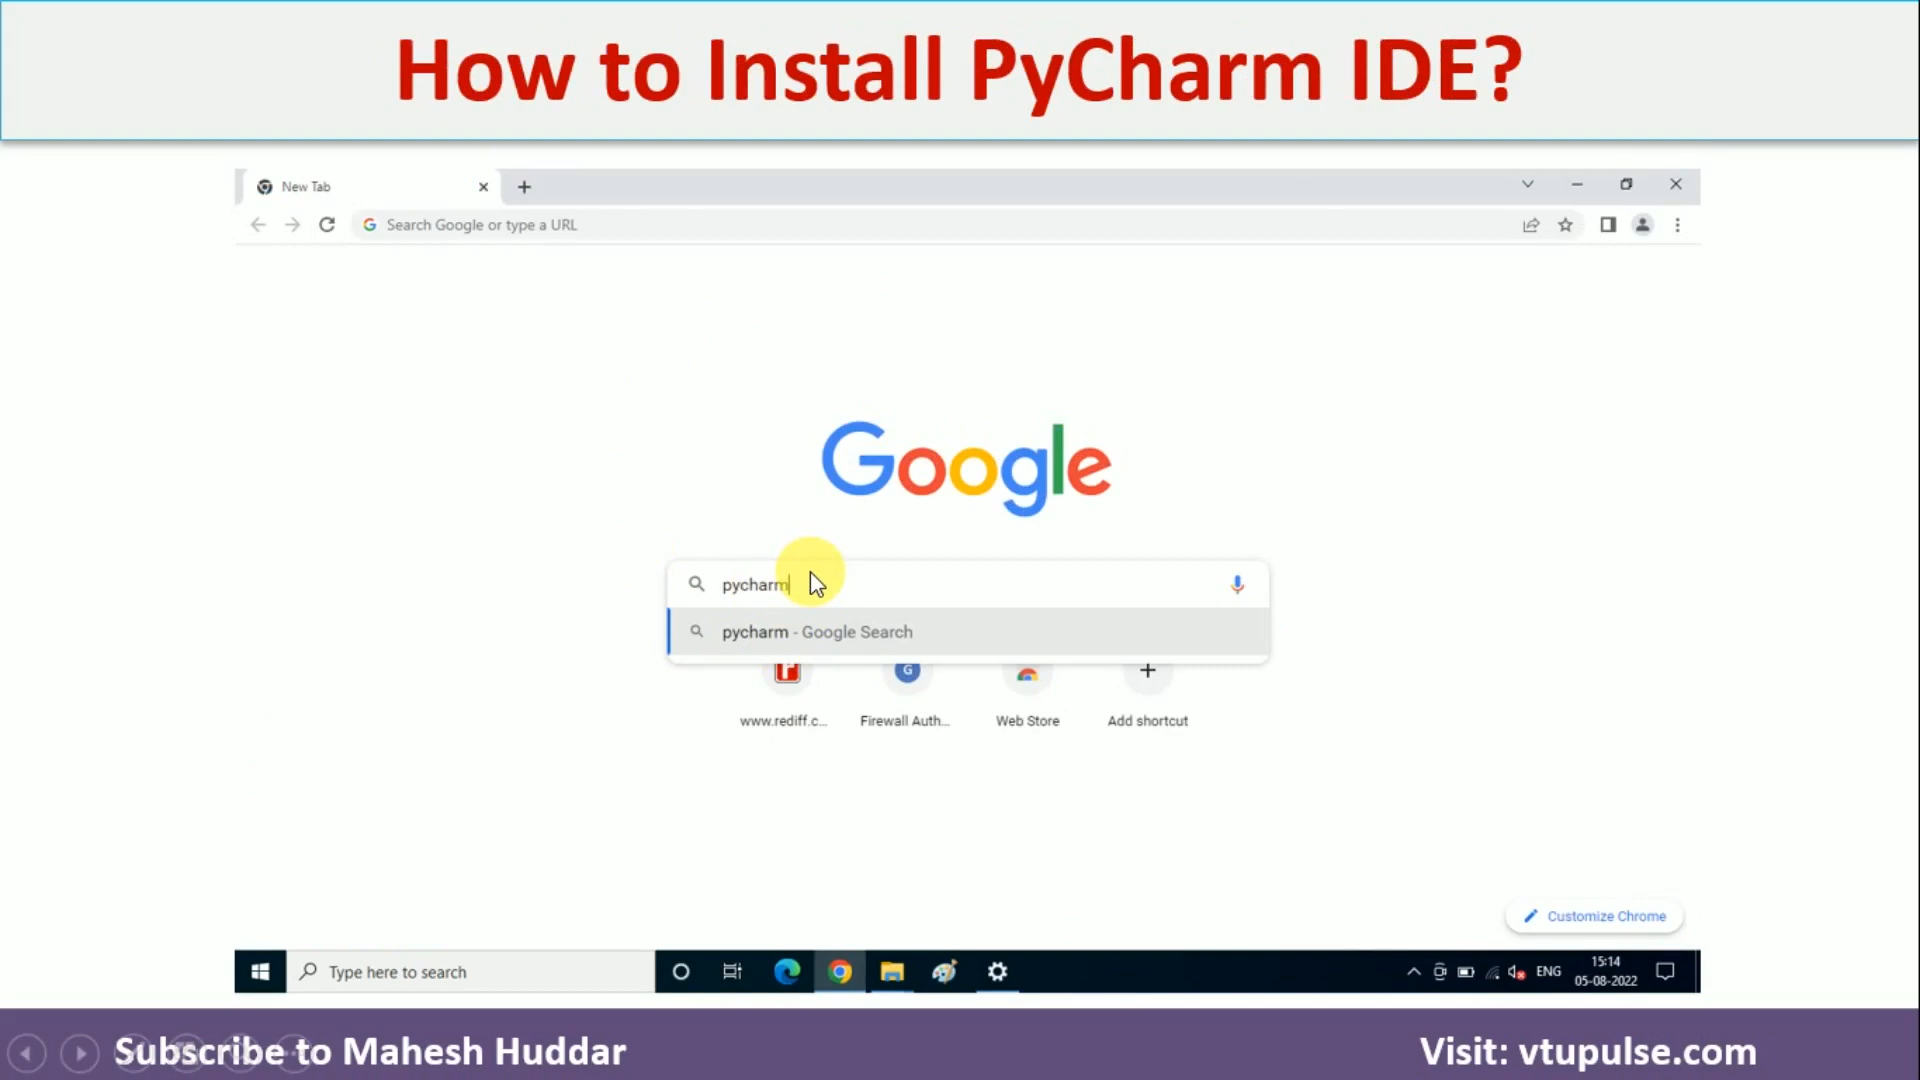 How to Install PyCharm IDE?
New Tab
Search Google or type a URL
Google
pycharm
pycharm - Google Search
www.rediff.c... Firewall Auth... Web Store Add shortcut
Customize Chrome
Type here to search
ENG
15:14
05-08-2022
Subscribe to Mahesh Huddar
Visit: vtupulse.com